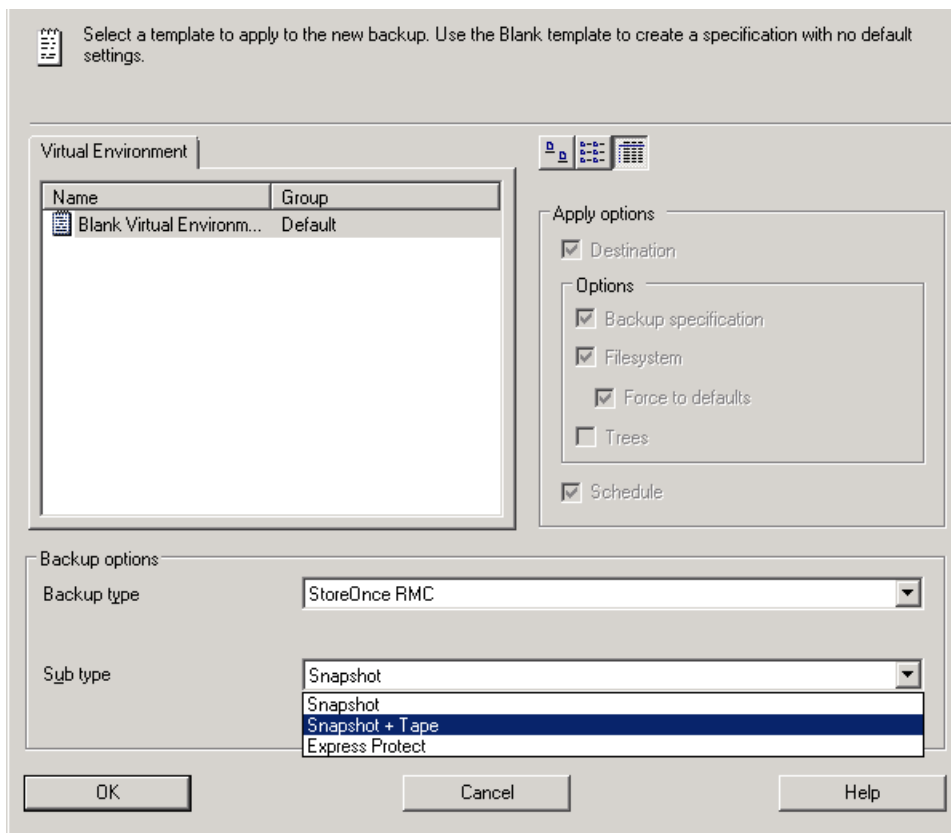 Select a template to apply to the new backup. Use the Blank template to create a specification with no default
settings.
Virtual Environment
Name Group
Blank Virtual Environm... Default
Apply options
Destination
Options
Backup specification
Filesystem
Force to defaults
Trees
Schedule
Backup options
Backup type StoreOnce RMC
Sub type Snapshot
Snapshot
Snapshot + Tape
Express Protect
OK Cancel Help